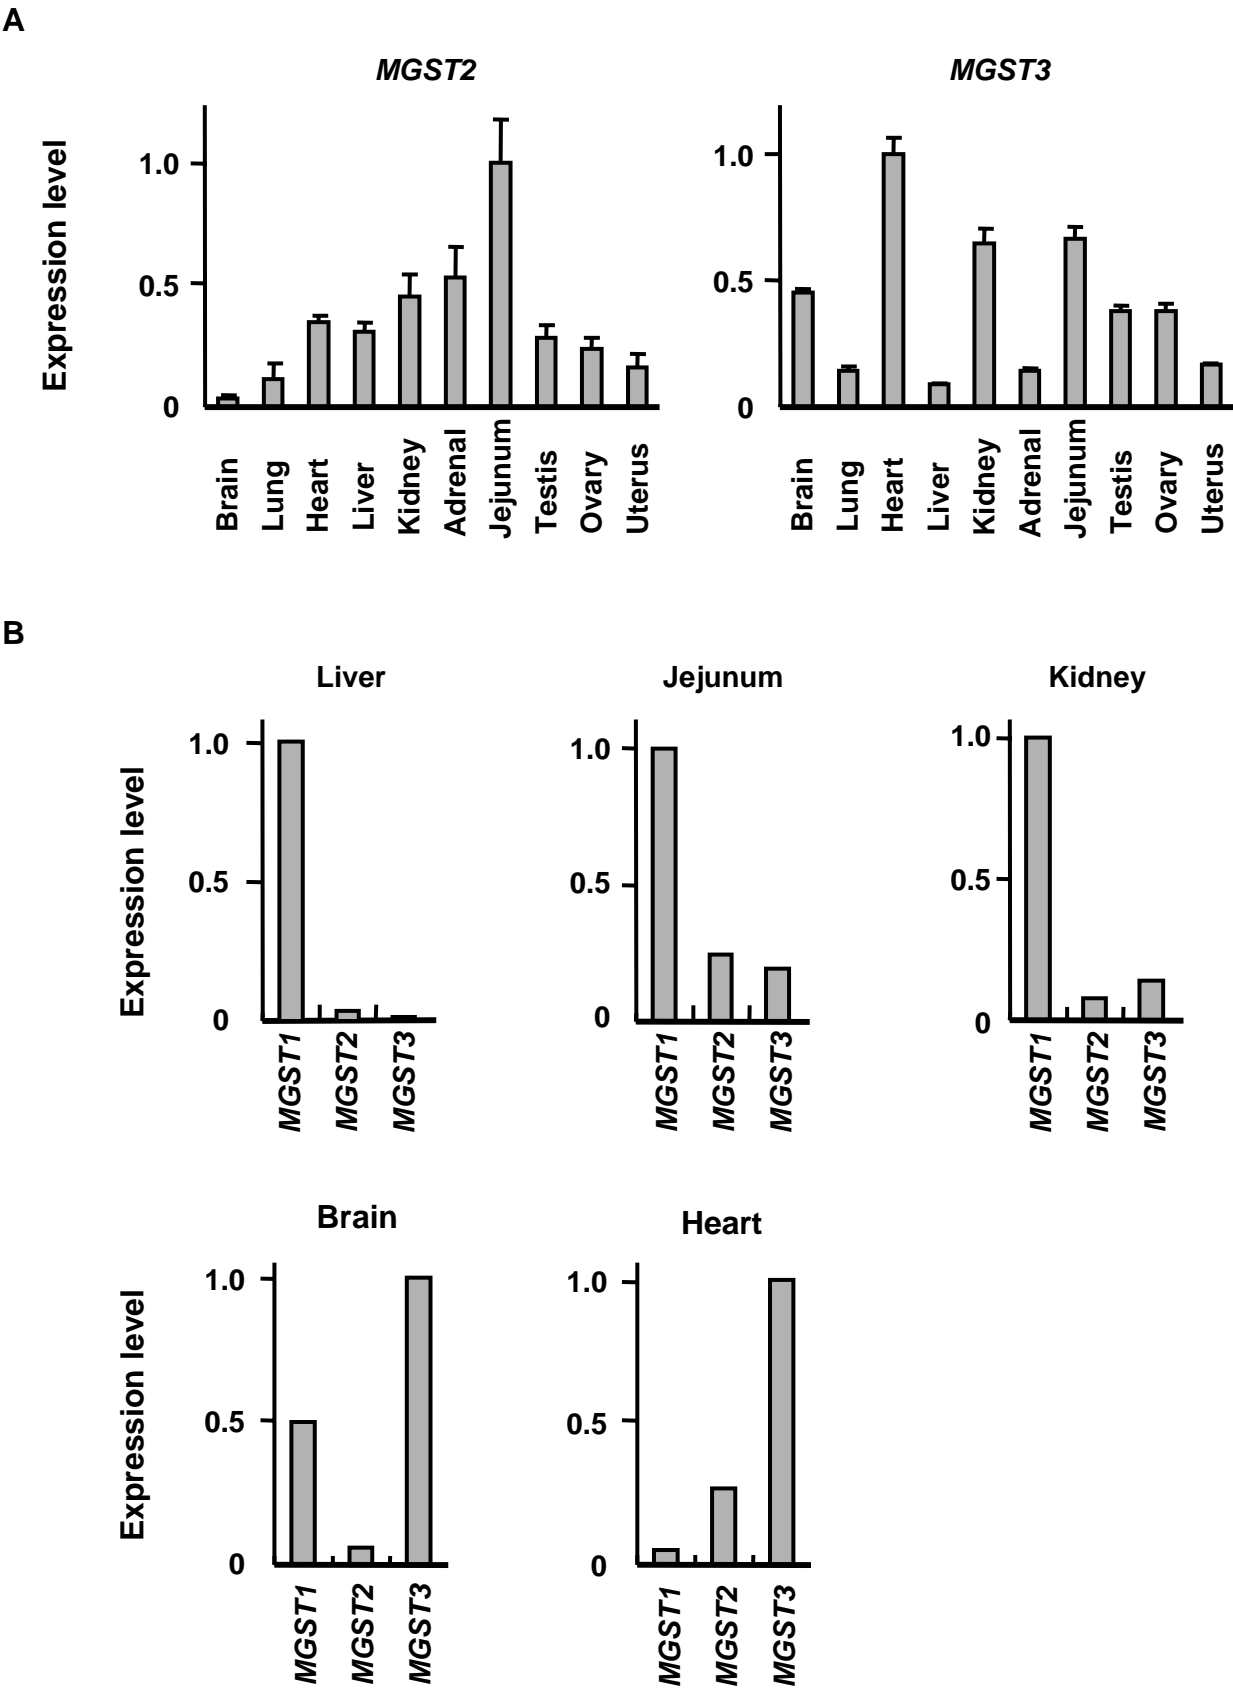 A
MGST2
MGST3
Expression level
1.0
0.5
0
1.0
0.5
0
Brain
Lung
Heart
Liver
Kidney
Adrenal
Jejunum
Testis
Ovary
Uterus
Brain
Lung
Heart
Liver
Kidney
Adrenal
Jejunum
Testis
Ovary
Uterus
B
Liver
Jejunum
Kidney
Expression level
1.0
0.5
0
1.0
0.5
0
1.0
0.5
0
MGST1
MGST2
MGST3
MGST1
MGST2
MGST3
MGST1
MGST2
MGST3
Brain
Heart
Expression level
1.0
0.5
0
1.0
0.5
0
MGST1
MGST2
MGST3
MGST1
MGST2
MGST3